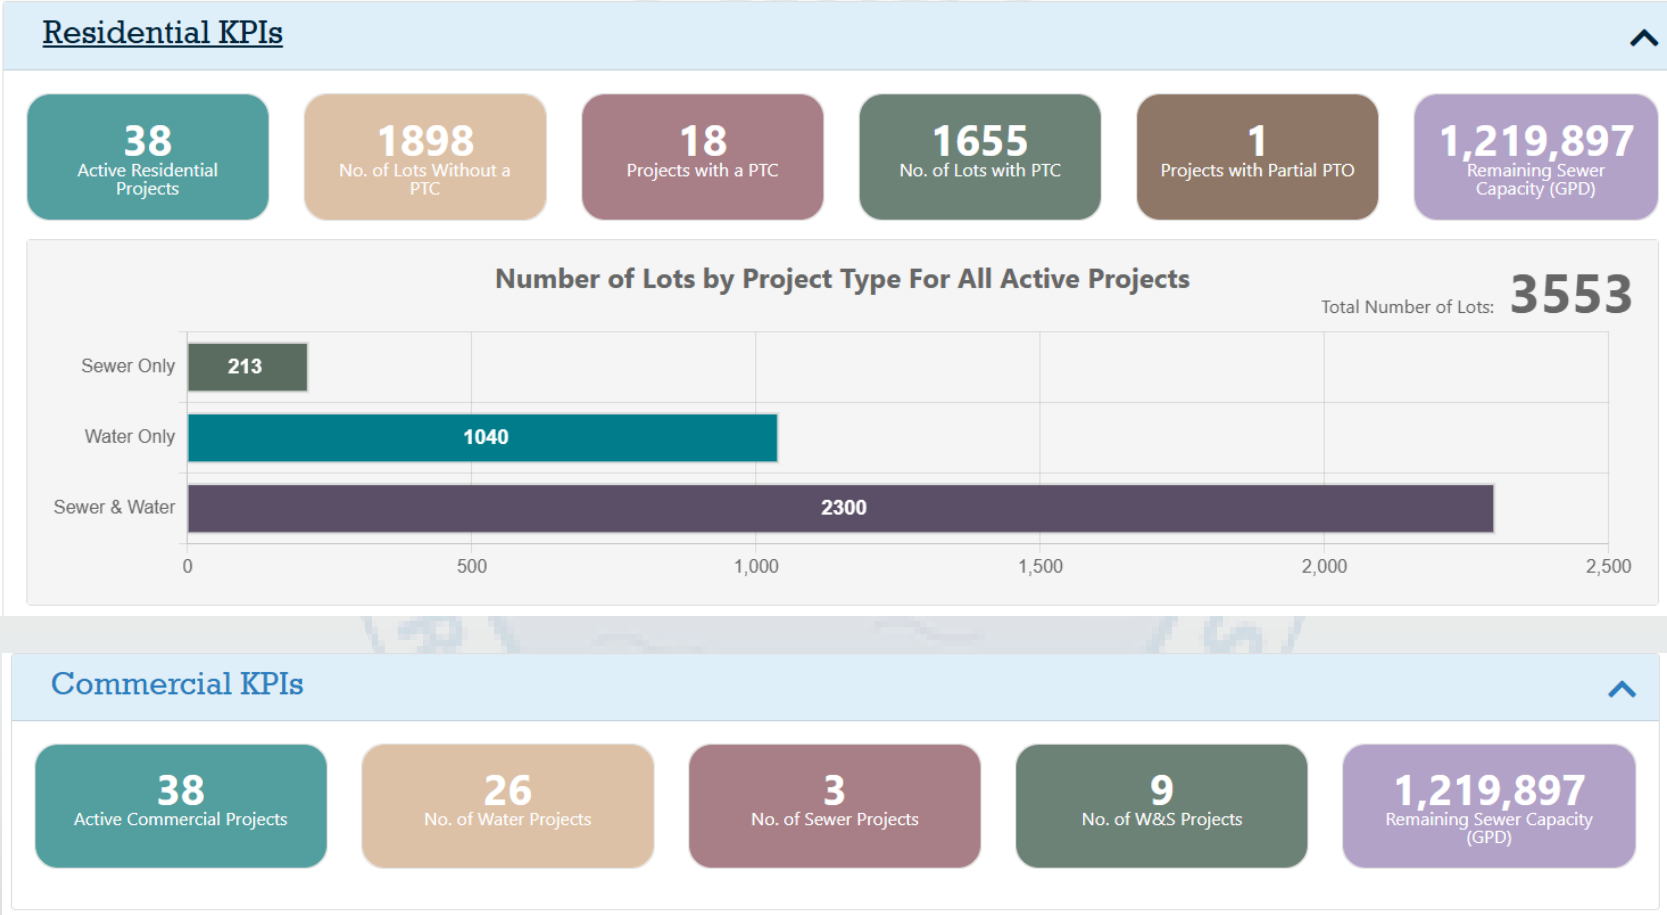 Residential KPIs
38
Active Residential
Projects
1898
No. of Lots Without a
PTC
18
Projects with a PTC
1655
No. of Lots with PTC
1
Projects with Partial PTO
1,219,897
Remaining Sewer
Capacity (GPD)
Number of Lots by Project Type For All Active Projects
Total Number of Lots: 3553
Sewer Only 213
Water Only 1040
Sewer & Water 2300
0 500 1,000 1,500 2,000 2,500
Commercial KPIs
38
Active Commercial Projects
26
No. of Water Projects
3
No. of Sewer Projects
9
No. of W&S Projects
1,219,897
Remaining Sewer Capacity
(GPD)